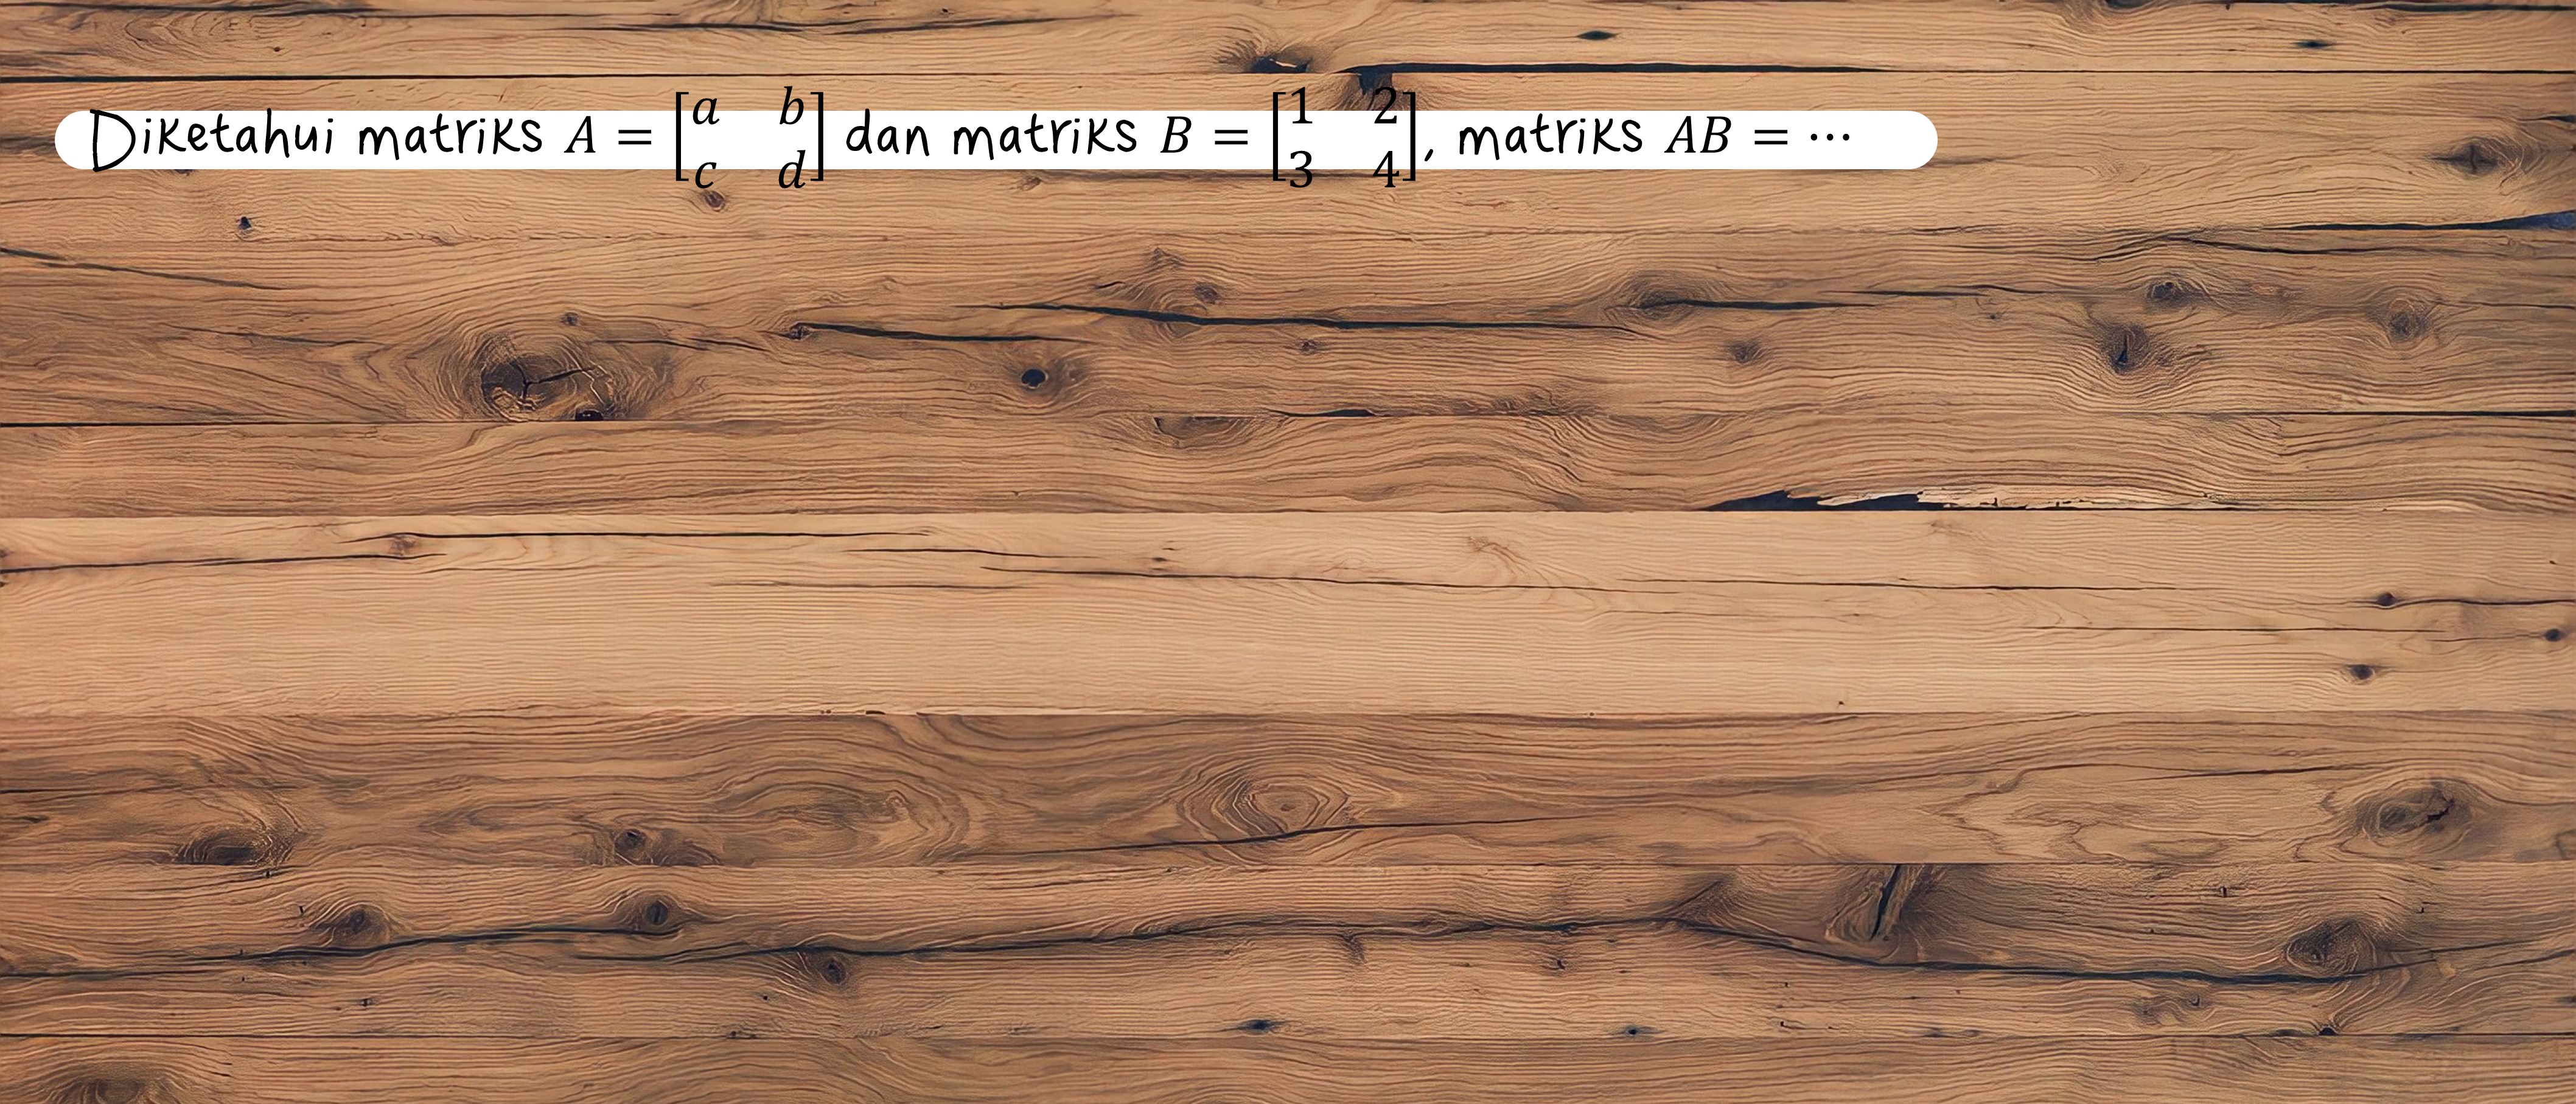 Diketahui matriks $A = \begin{bmatrix} a & b \\ c & d \end{bmatrix}$ dan matriks $B = \begin{bmatrix} 1 & 2 \\ 3 & 4 \end{bmatrix}$, matriks $AB = \cdots$